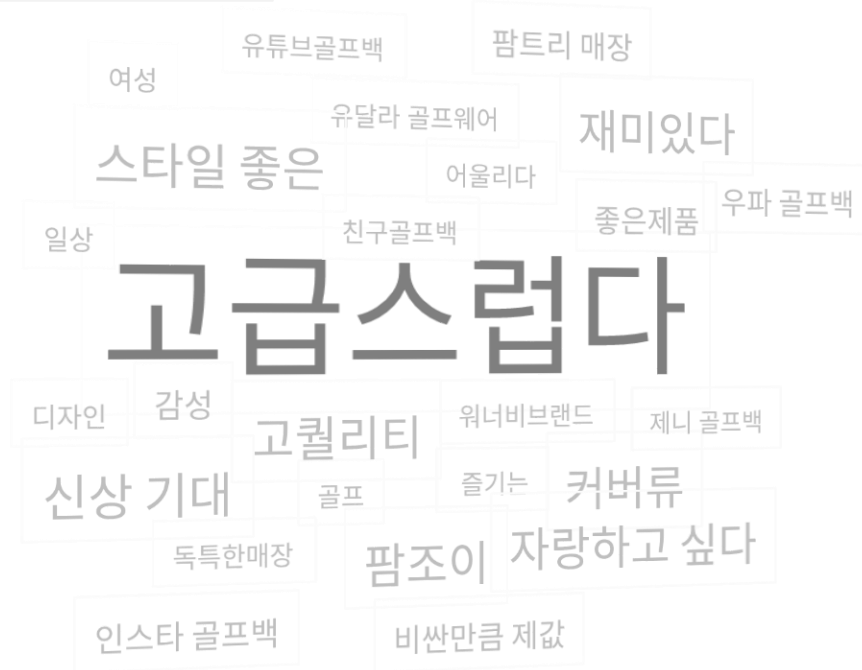 유튜브골프백
팜트리 매장
여성
유달라 골프웨어
재미있다
스타일 좋은
어울리다
우파 골프백
좋은제품
일상
친구골프백
고급스럽다
디자인
감성
고퀄리티
워너비브랜드
제니 골프백
신상 기대
골프
즐기는
커버류
독특한매장
팜조이
자랑하고 싶다
인스타 골프백
비싼만큼 제값